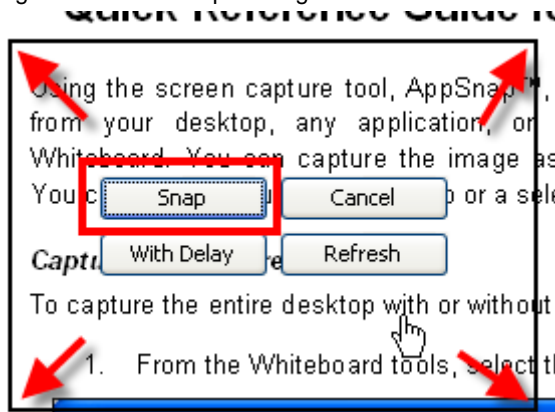 Quick Reference Guide
Using the screen capture tool, AppSnap™,
from your desktop, any application, or
Whiteboard. You can capture the image as
You c
Snap
Cancel
or a sele
With Delay
Refresh
Captu
To capture the entire desktop with or without
1. From the Whiteboard tools, select th